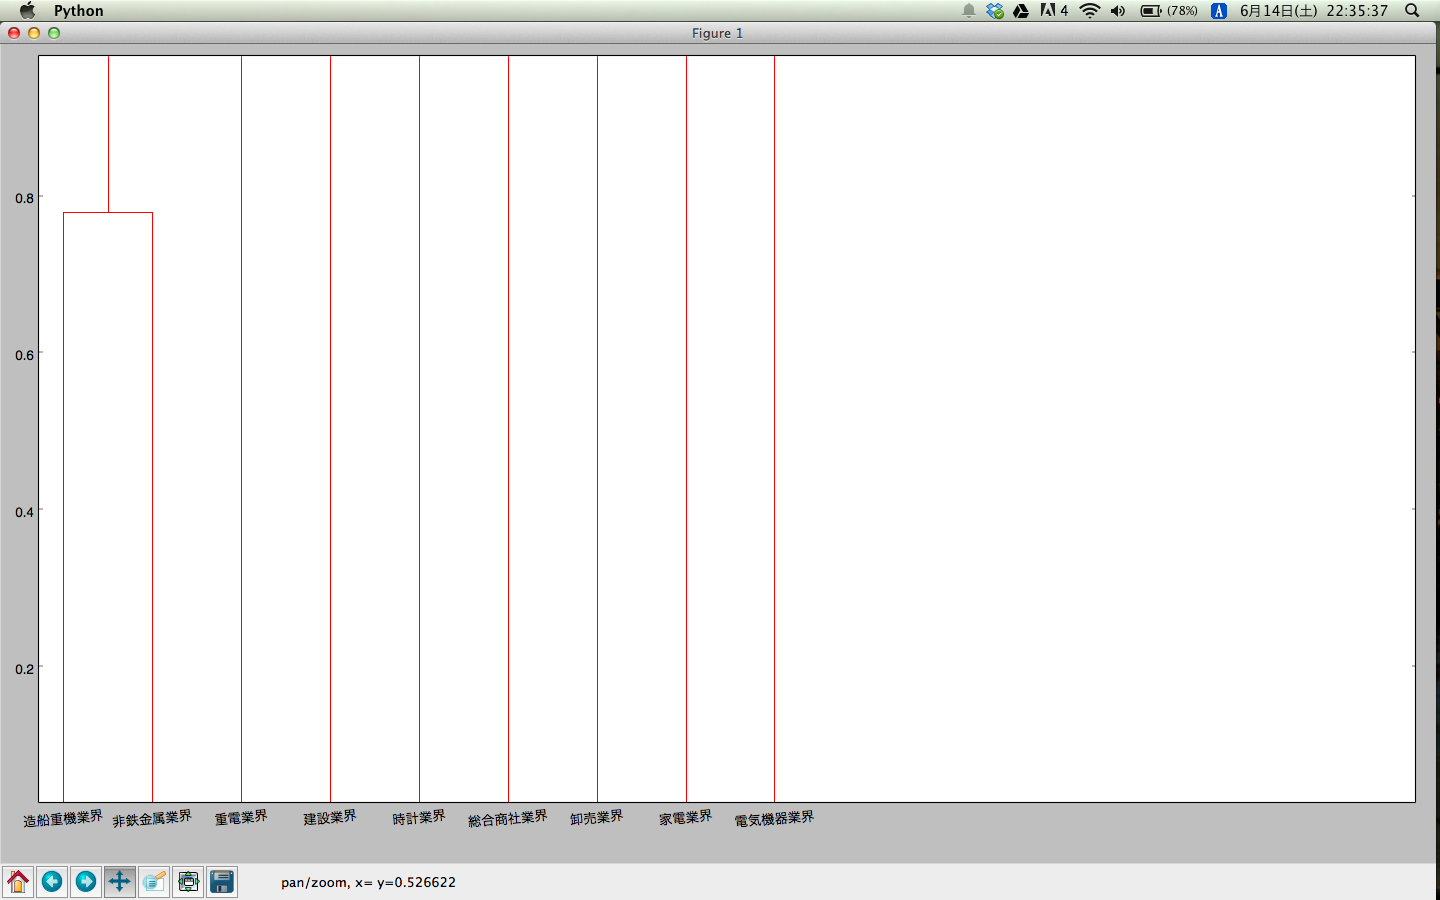 Python
4
(78%)
A
6月14日(土) 22:35:37
Figure 1
0.8
0.6
0.4
0.2
造船重機業界 非鉄金属業界 重電業界 建設業界 時計業界 総合商社業界 卸売業界 家電業界 電気機器業界
pan/zoom, x= y=0.526622